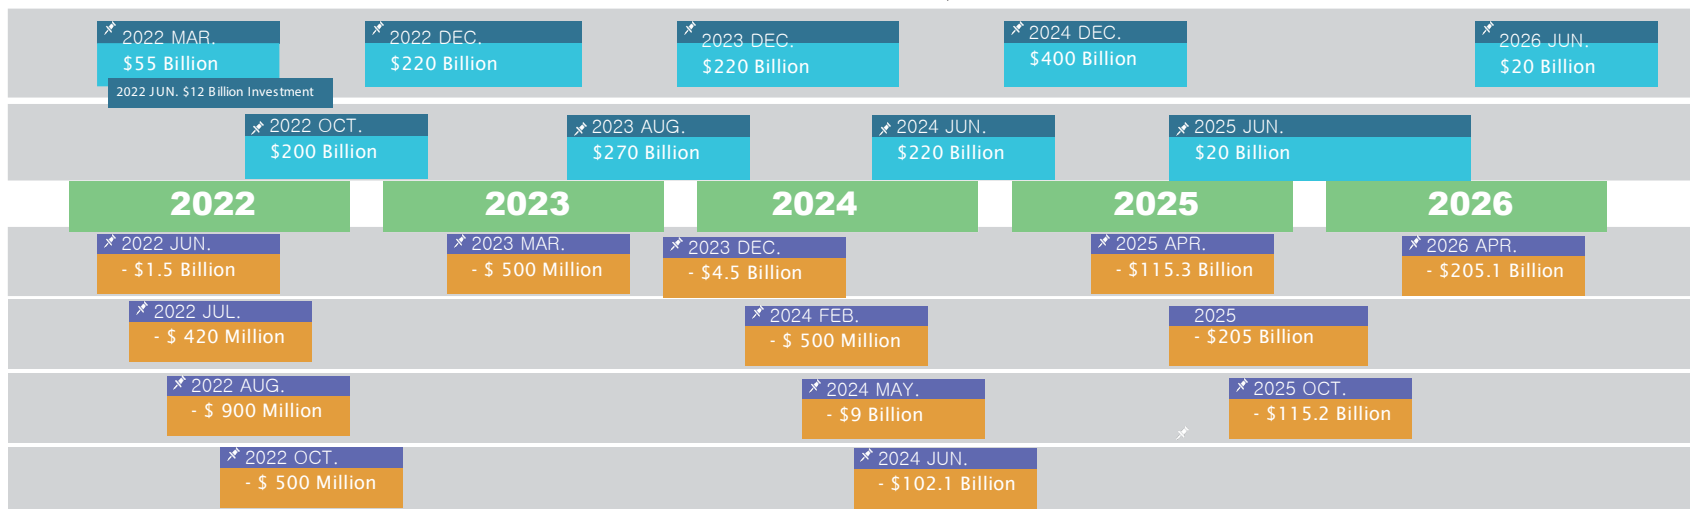 2022 MAR.
$55 Billion
2022 JUN. $12 Billion Investment
2022 DEC.
$220 Billion
2023 DEC.
$220 Billion
2024 DEC.
$400 Billion
2026 JUN.
$20 Billion
2022 OCT.
$200 Billion
2023 AUG.
$270 Billion
2024 JUN.
$220 Billion
2025 JUN.
$20 Billion
2022
2023
2024
2025
2026
2022 JUN.
- $1.5 Billion
2023 MAR.
- $ 500 Million
2023 DEC.
- $4.5 Billion
2025 APR.
- $115.3 Billion
2026 APR.
- $205.1 Billion
2022 JUL.
- $ 420 Million
2024 FEB.
- $ 500 Million
2025
- $205 Billion
2022 AUG.
- $ 900 Million
2024 MAY.
- $9 Billion
2025 OCT.
- $115.2 Billion
2022 OCT.
- $ 500 Million
2024 JUN.
- $102.1 Billion